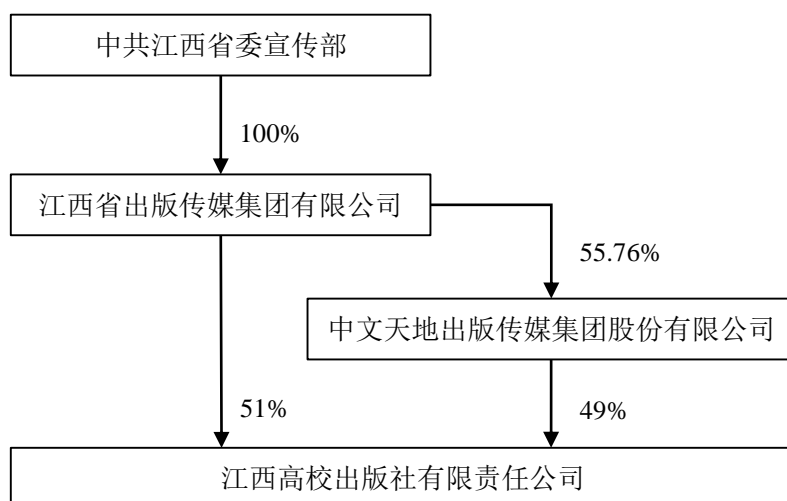 中共江西省委宣传部
100%
江西省出版传媒集团有限公司
55.76%
中文天地出版传媒集团股份有限公司
51%
49%
江西高校出版社有限责任公司